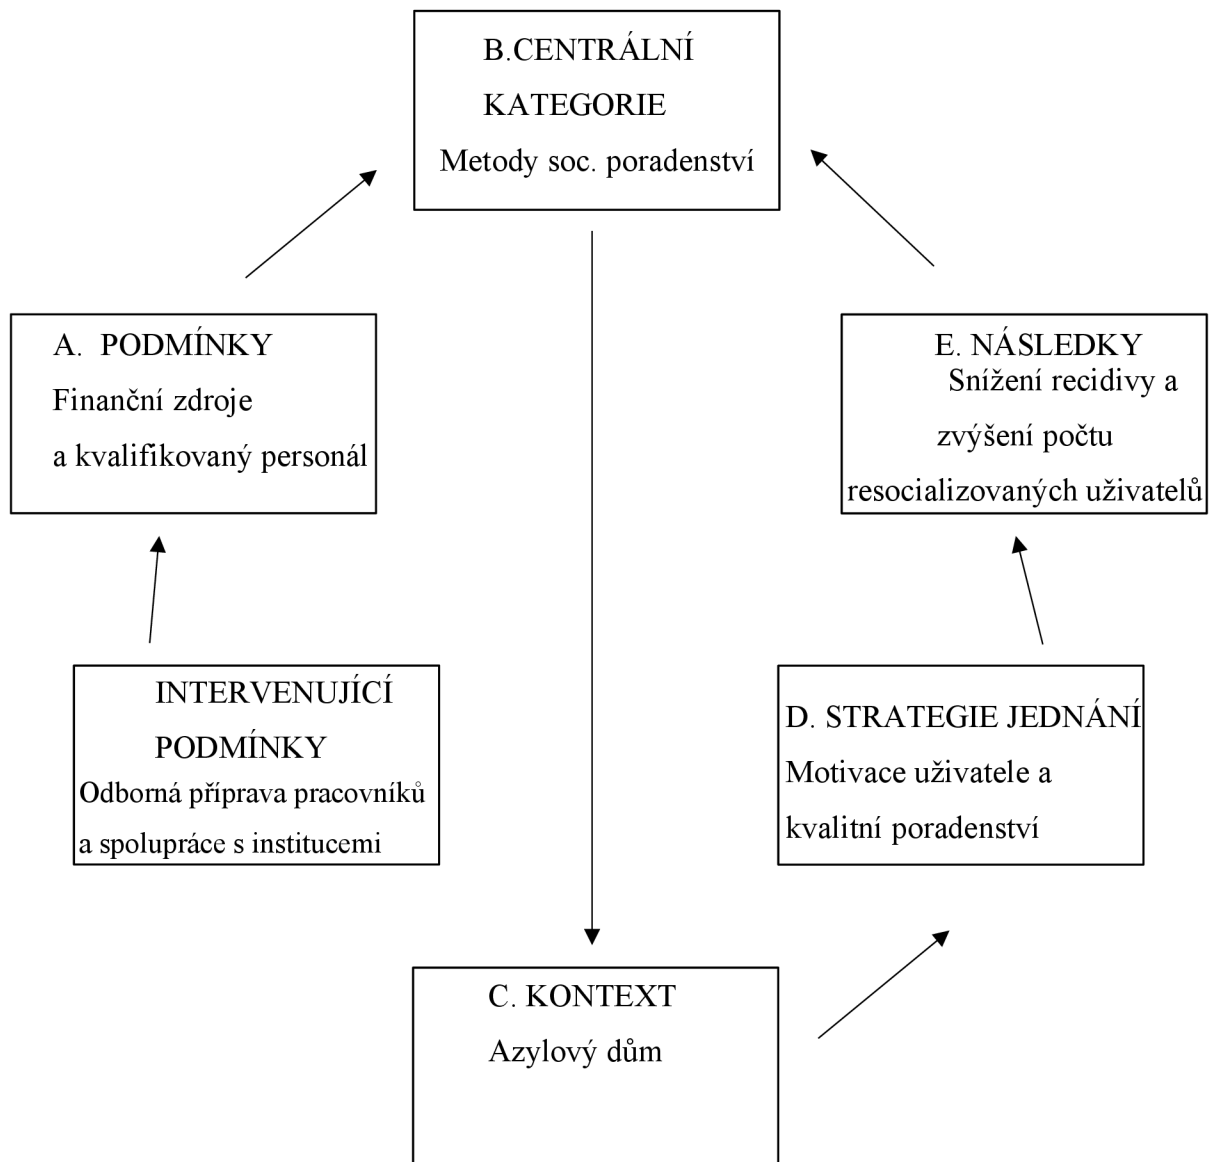 B.CENTRÁLNÍ
KATEGORIE
Metody soc. poradenství
A. PODMÍNKY
Finanční zdroje
a kvalifikovaný personál
E. NÁSLEDKY
Snížení recidivy a
zvýšení počtu
resocializovaných uživatelů
INTERVENUJÍCÍ
PODMÍNKY
Odborná příprava pracovníků
a spolupráce s institucemi
D. STRATEGIE JEDNÁNÍ
Motivace uživatele a
kvalitní poradenství
C. KONTEXT
Azylový dům